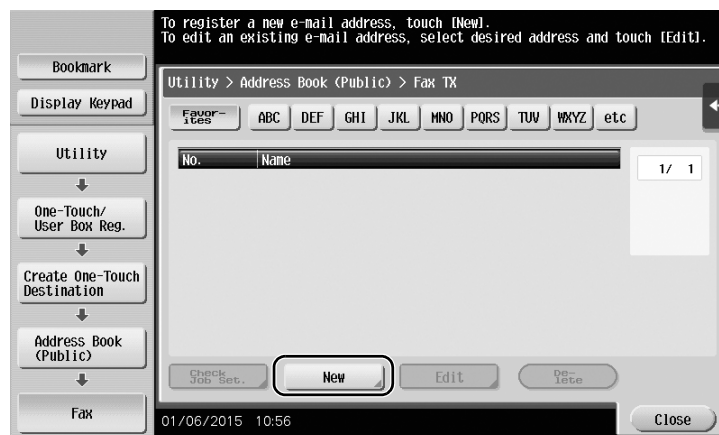 To register a new e-mail address, touch [New].
To edit an existing e-mail address, select desired address and touch [Edit].
Bookmark
Display Keypad
Utility > Address Book (Public) > Fax TX
Favor-
ites
ABC DEF GHI JKL MNO PQRS TUV WXYZ etc
Utility
No. Name
1/ 1
One-Touch/
User Box Reg.
Create One-Touch
Destination
Address Book
(Public)
Check
Job Set.
New
Edit
De-
lete
Fax
01/06/2015 10:56
Close